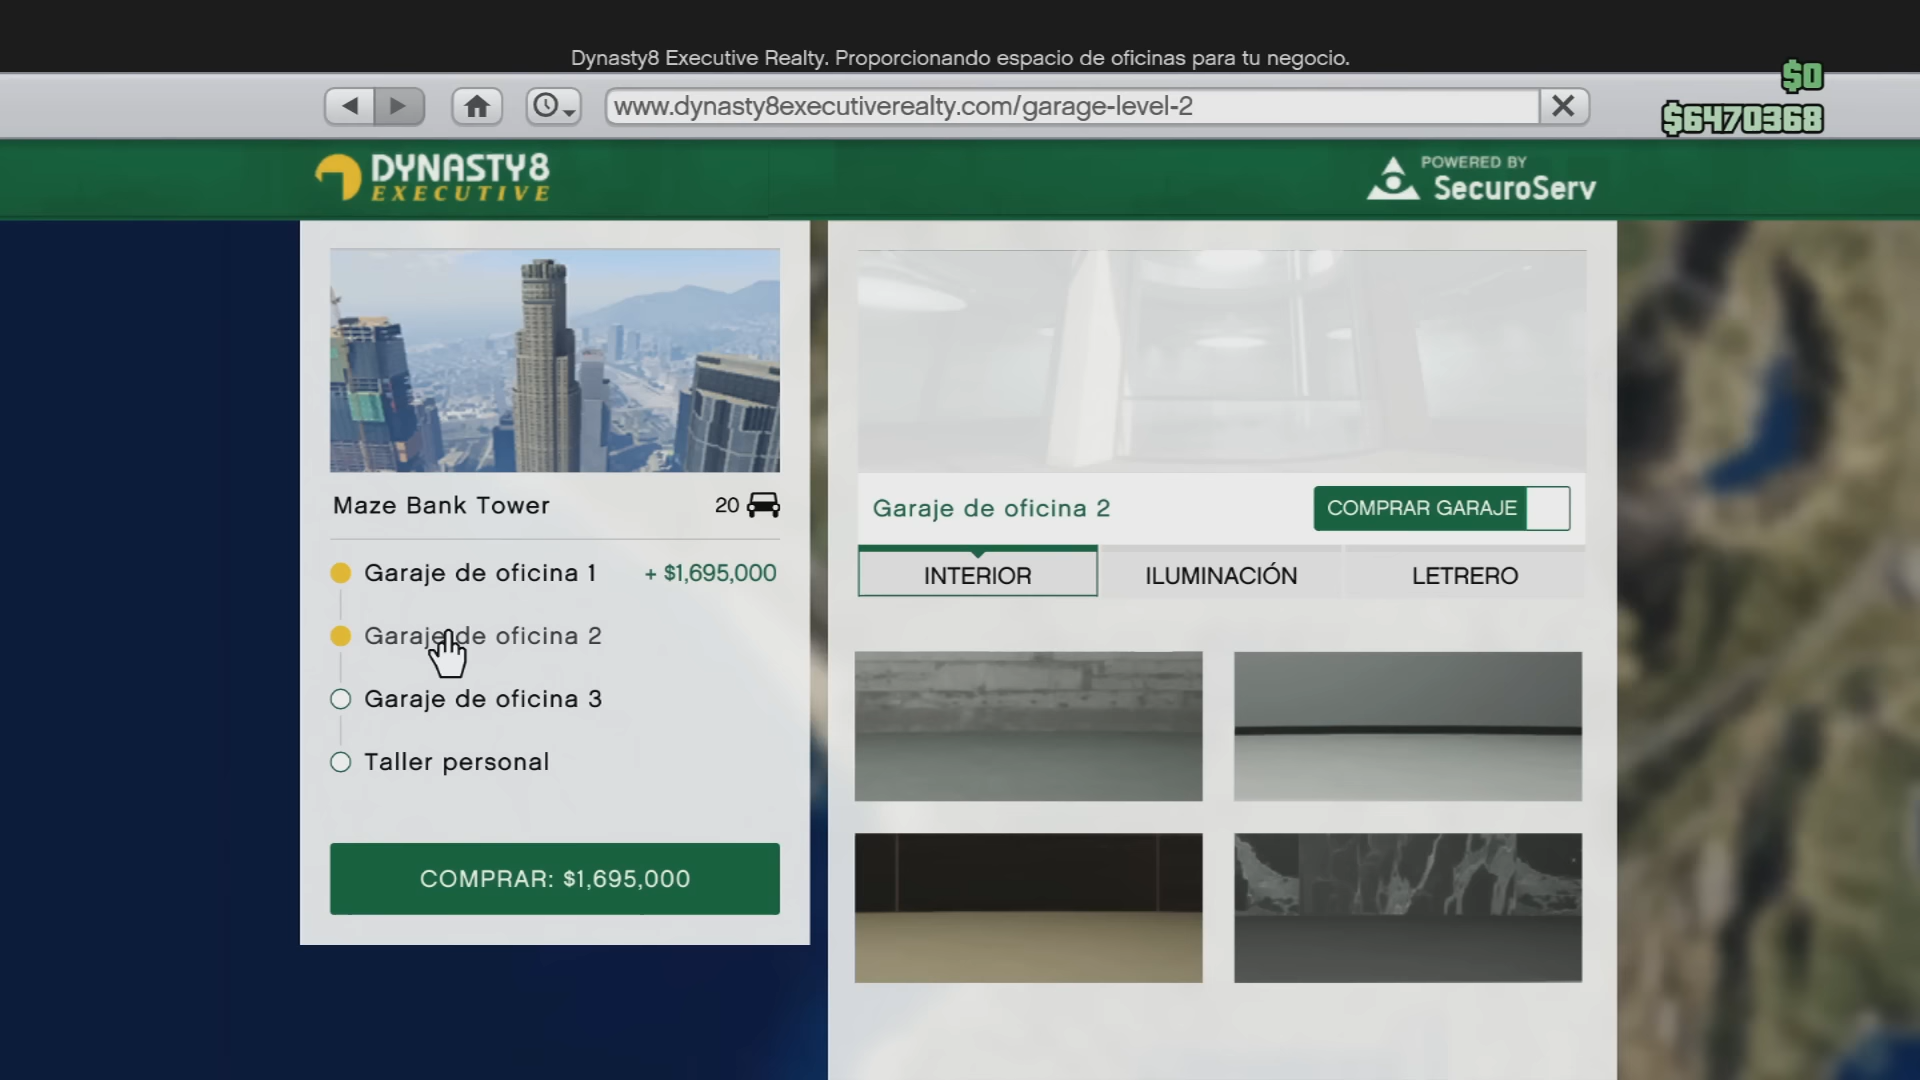 Dynasty8 Executive Realty. Proporcionando espacio de oficinas para tu negocio.
$0
$6470368
www.dynasty8executiverealty.com/garage-level-2
DYNASTY8
EXECUTIVE
POWERED BY
SecuroServ
Maze Bank Tower
20
Garaje de oficina 1
+ $1,695,000
Garaje de oficina 2
Garaje de oficina 3
Taller personal
COMPRAR: $1,695,000
Garaje de oficina 2
COMPRAR GARAJE
INTERIOR
ILUMINACIÓN
LETRERO